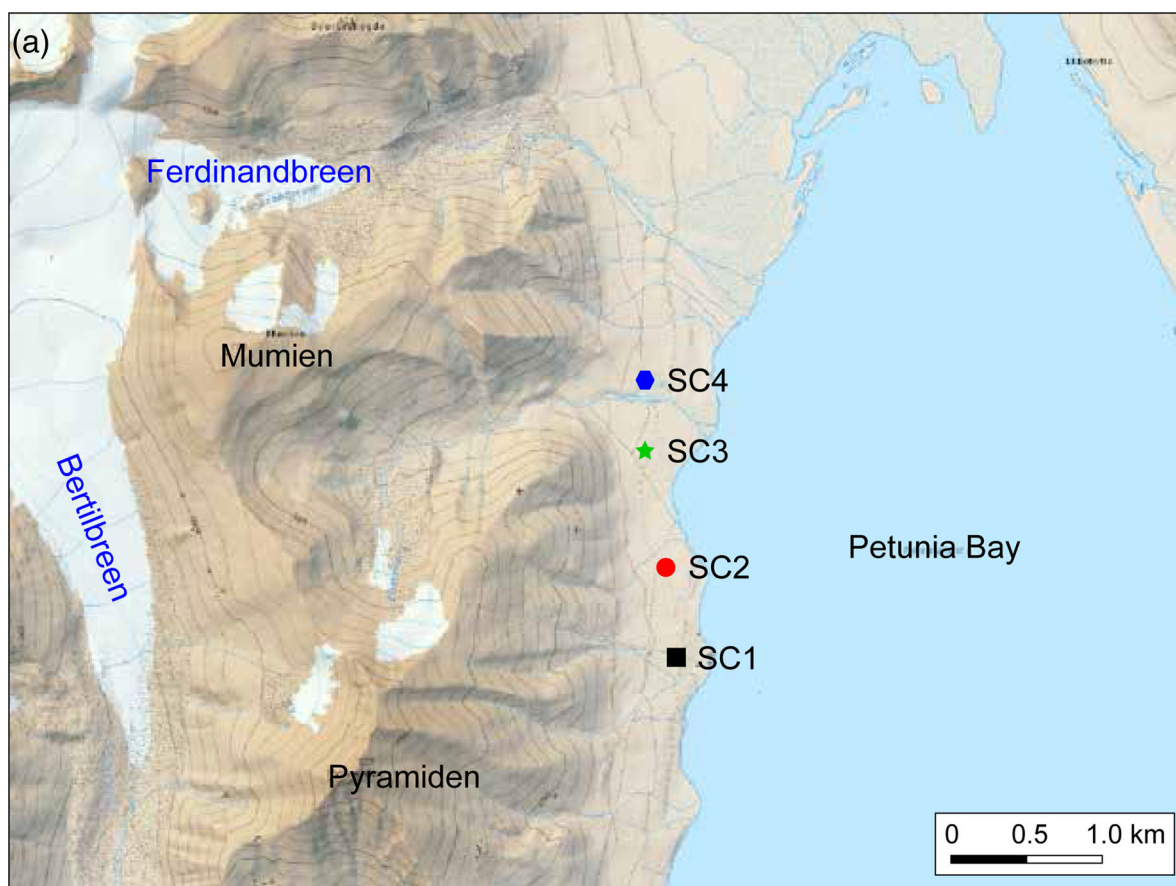 (a)
Ferdinandbreen
Mumien
SC4
SC3
Bertilbreen
Petunia Bay
SC2
SC1
Pyramiden
0 0.5 1.0 km